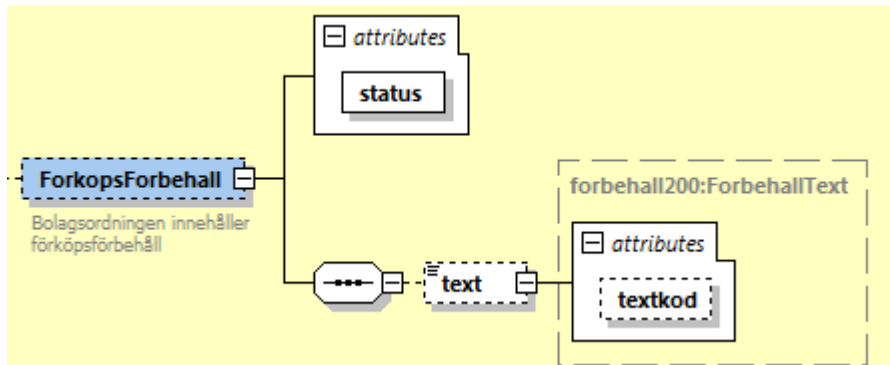 attributes
status
ForkopsForbehall
Bolagsordningen innehåller
förköpsförbehåll
forbehall200:ForbehallText
attributes
text
textkod